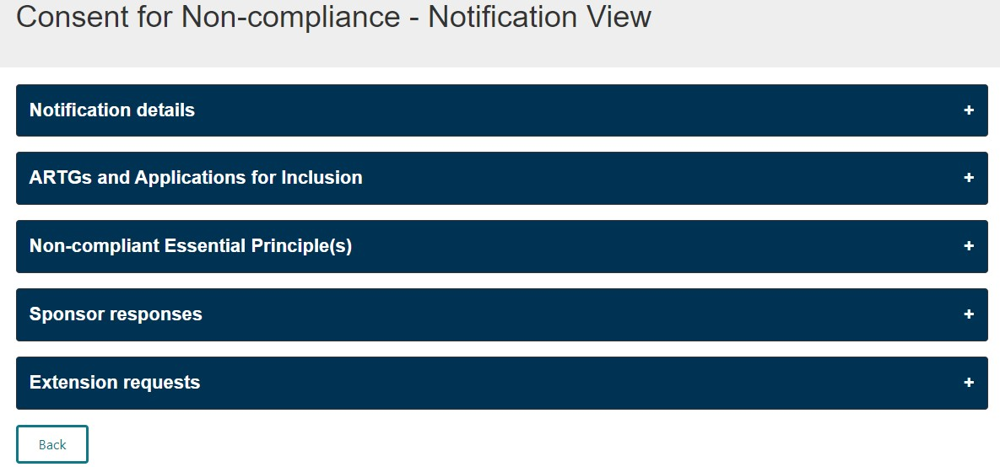 Consent for Non-compliance - Notification View
Notification details +
ARTGs and Applications for Inclusion +
Non-compliant Essential Principle(s) +
Sponsor responses +
Extension requests +
Back